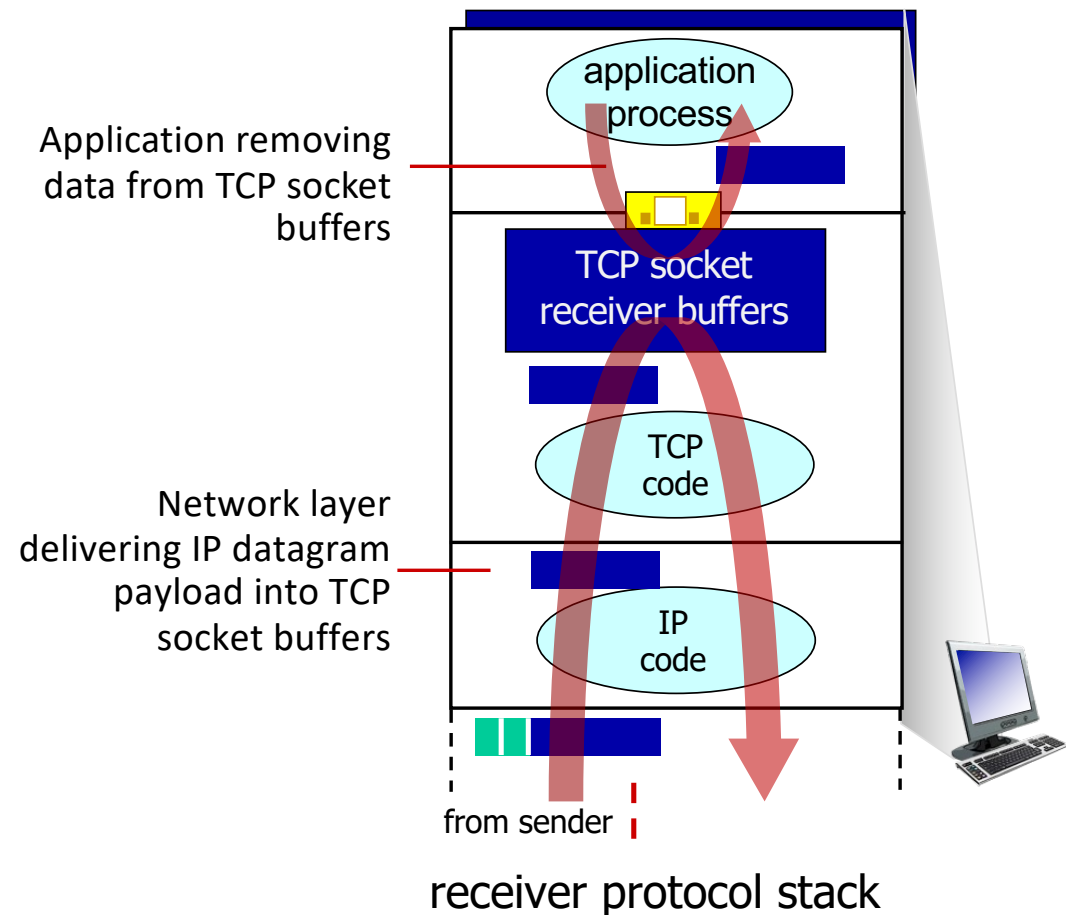 application
process
Application removing
data from TCP socket
buffers
TCP socket
receiver buffers
TCP
code
Network layer
delivering IP datagram
payload into TCP
socket buffers
IP
code
from sender
receiver protocol stack